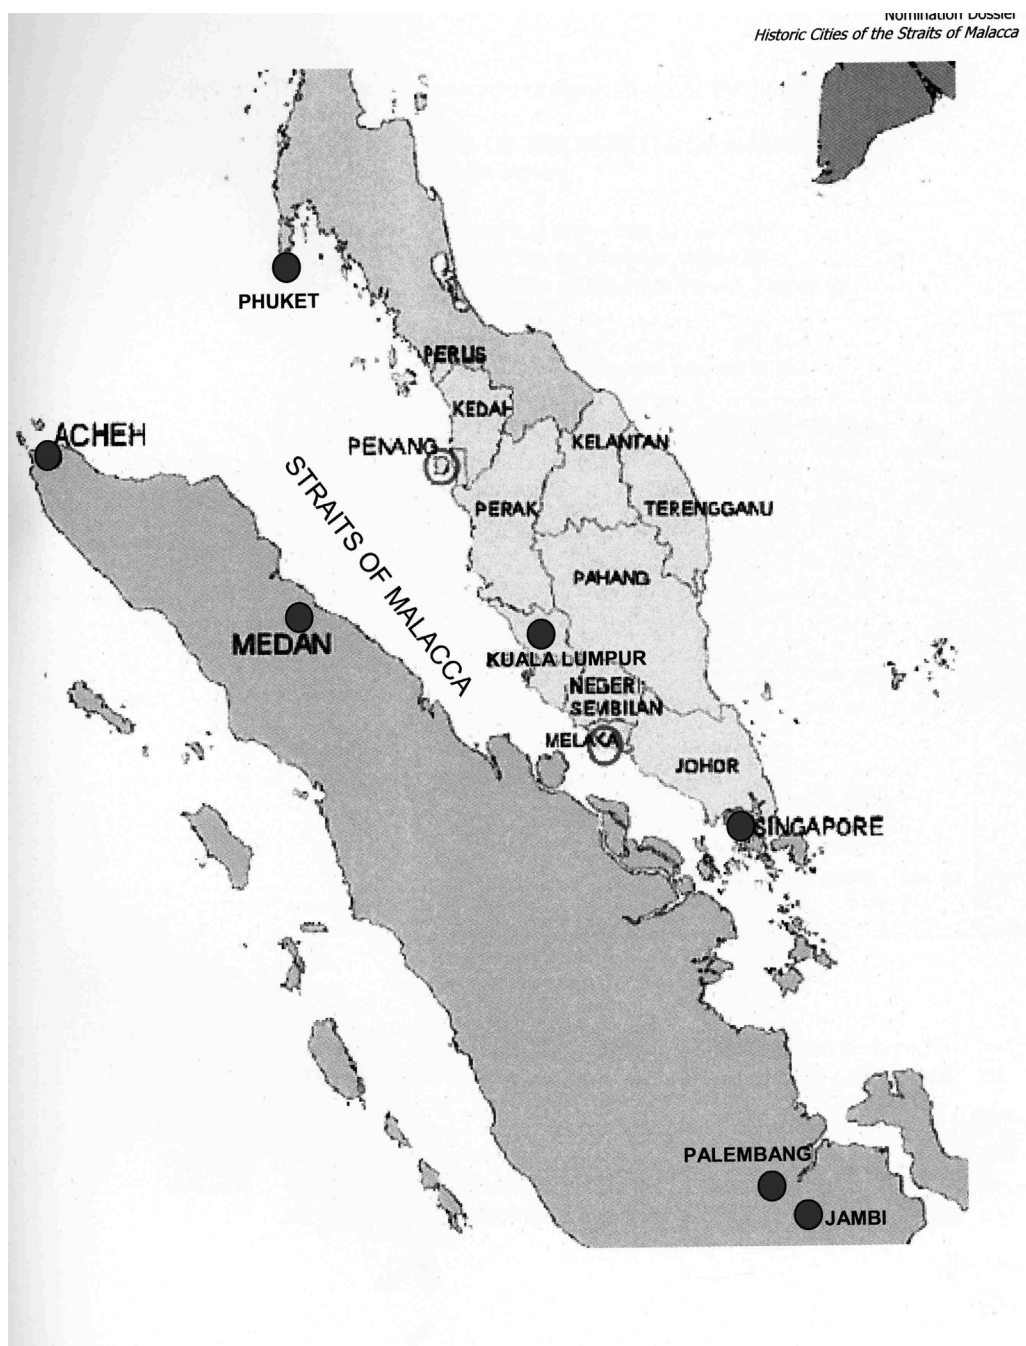 Nomination Dossier
Historic Cities of the Straits of Malacca
PHUKET
PERLIS
KEDAH
ACHEH
PENANG
KELANTAN
STRAITS OF MALACCA
PERAK
TERENGGANU
PAHANG
MEDAN
KUALA LUMPUR
NEGERI
SEMBILAN
MELAKA
JOHOR
SINGAPORE
PALEMBANG
JAMBI